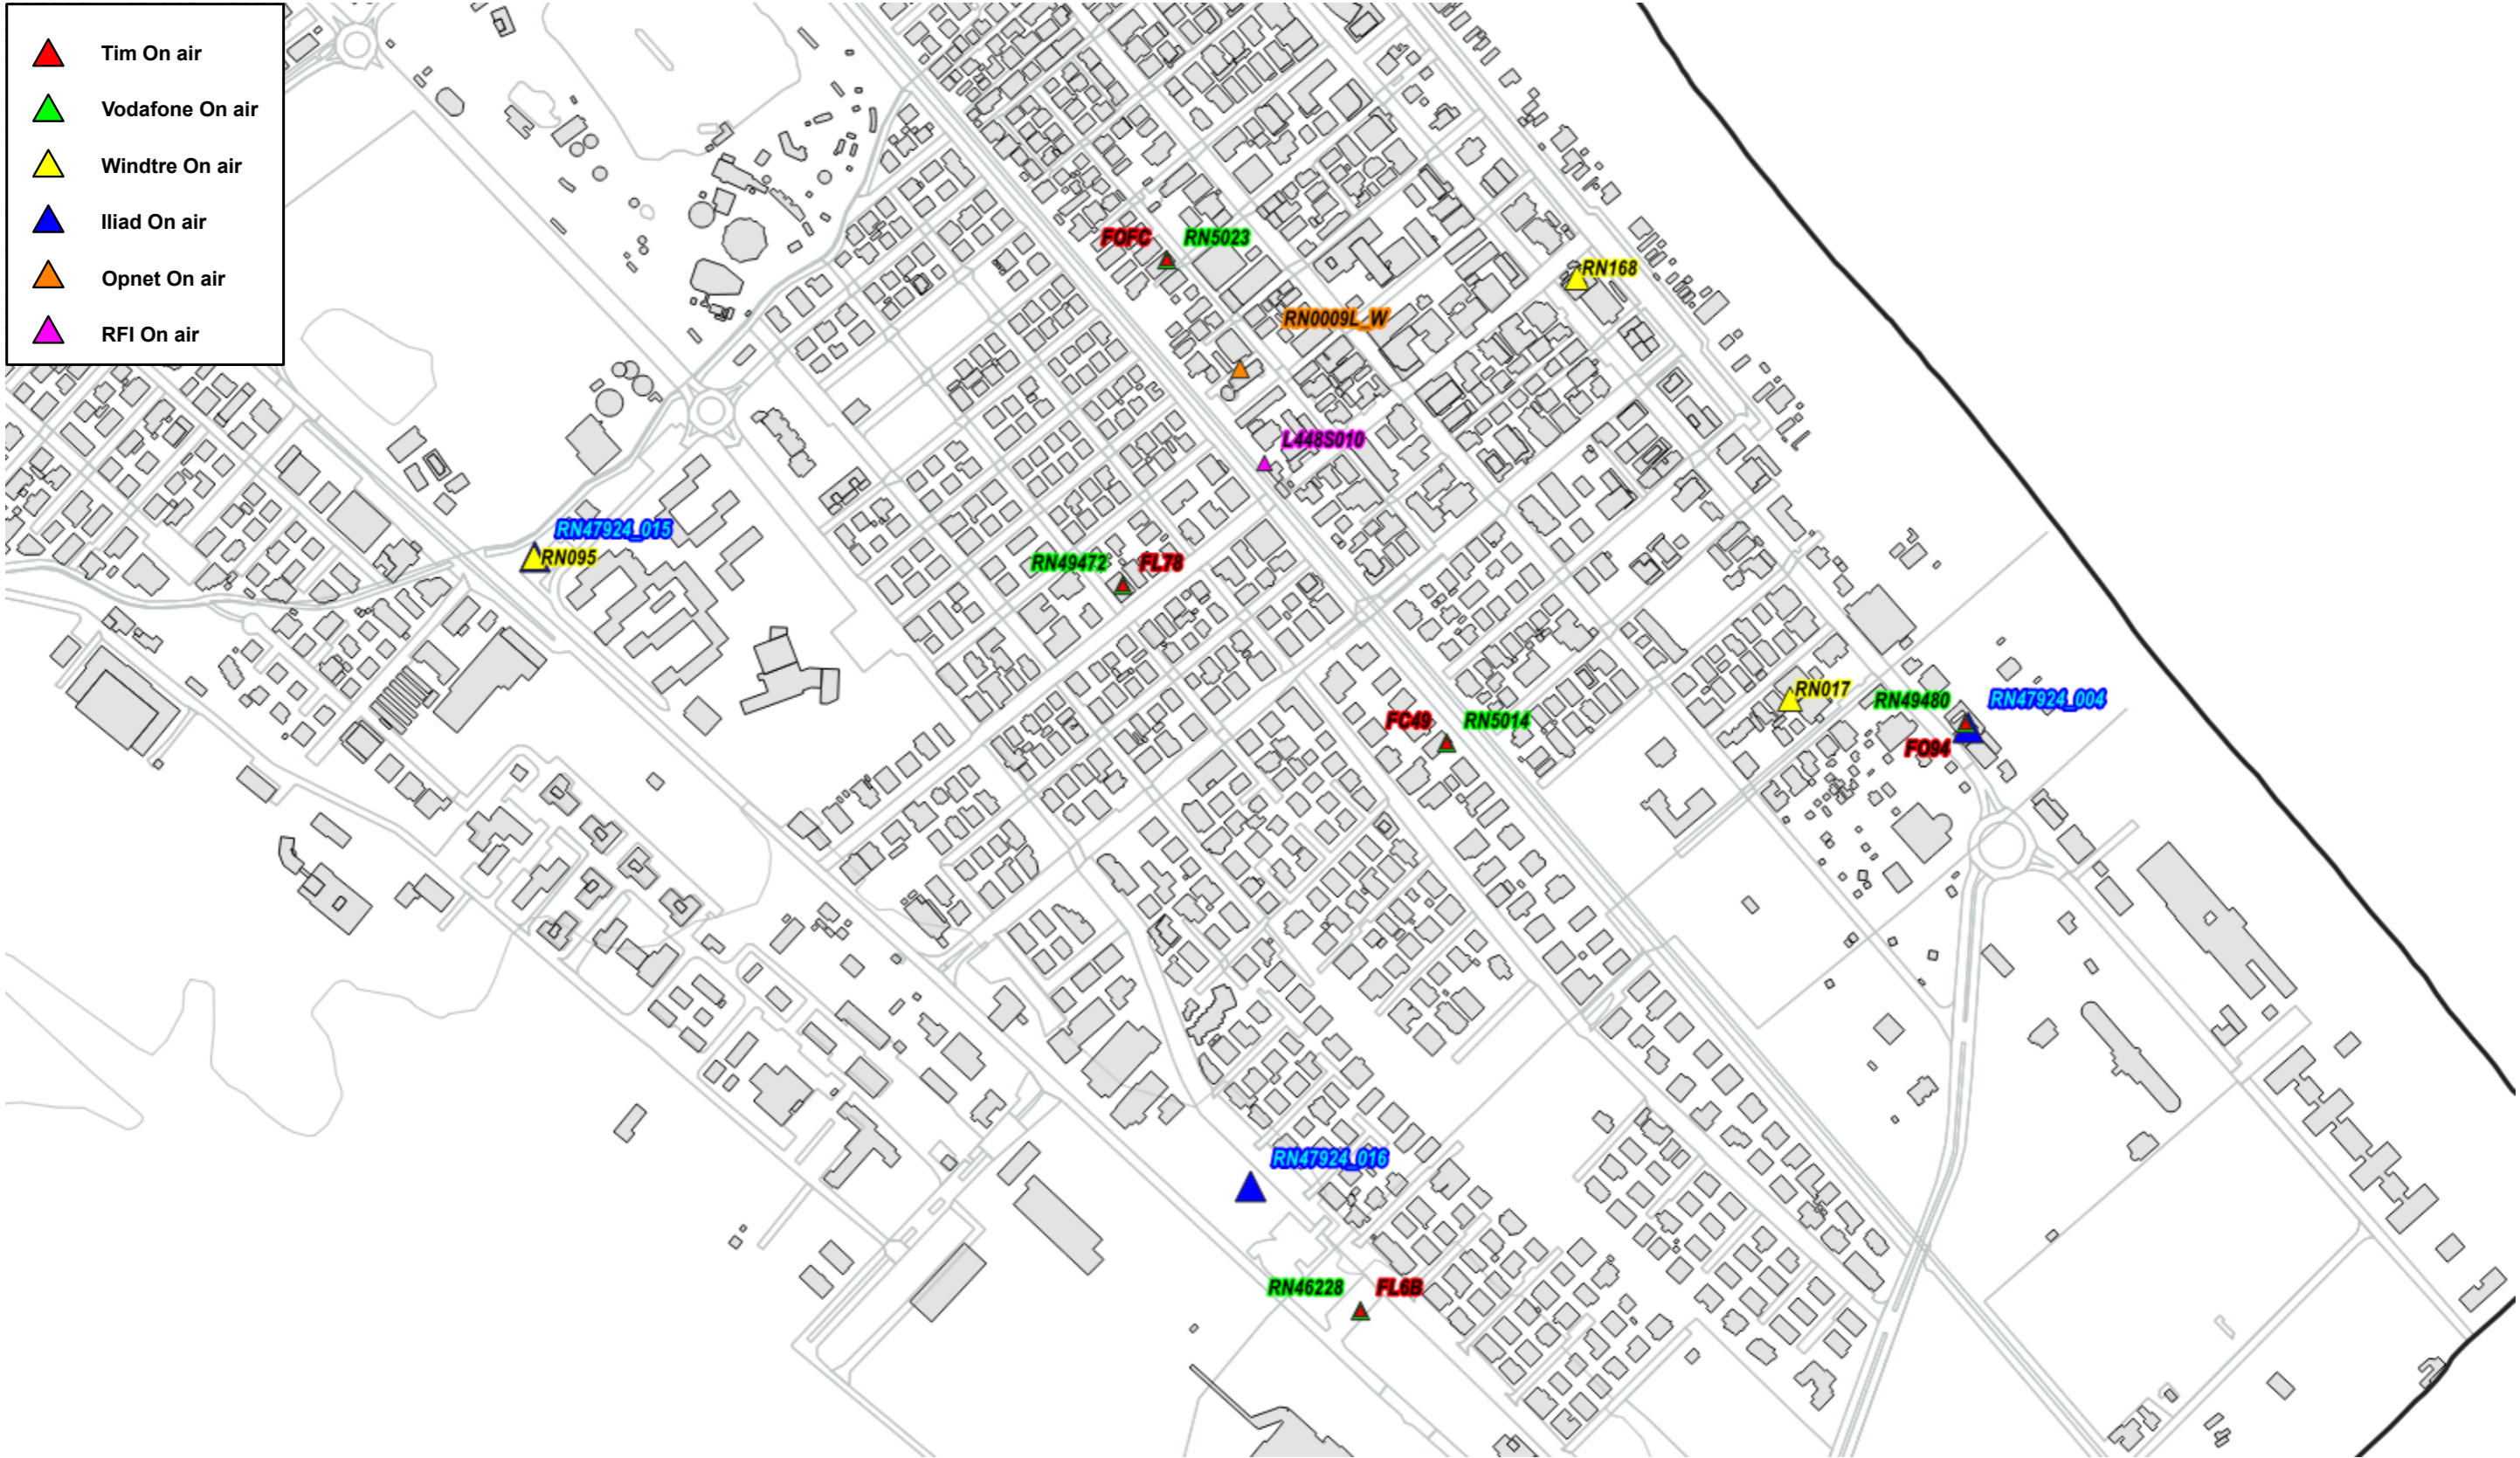 Tim On air
Vodafone On air
Windtre On air
Iliad On air
Opnet On air
RFI On air
FOFC
RN5023
RN168
RN0009L_W
L448S010
RN47924_015
RN095
RN49472
FL78
RN017
RN49480
RN47924_004
FC49
RN5014
FO94
RN47924_016
RN46228
FL6B